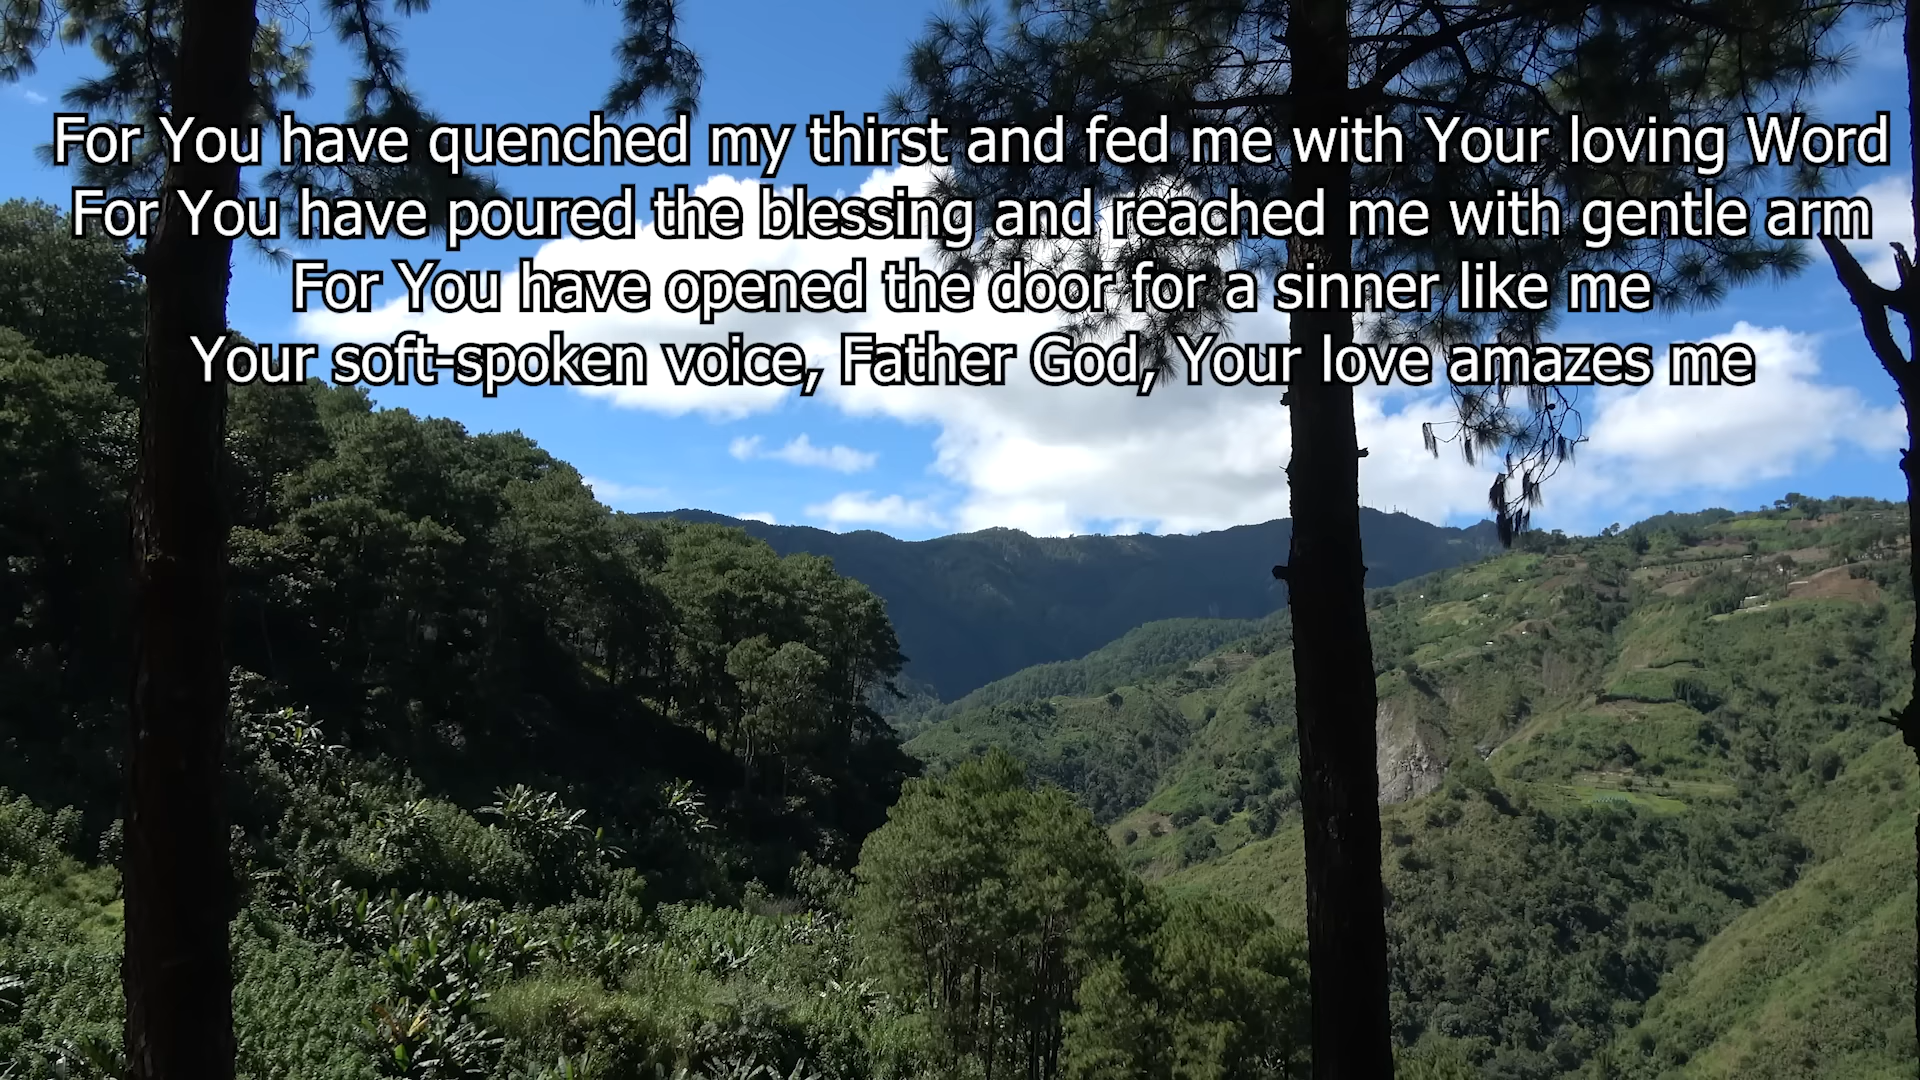 For You have quenched my thirst and fed me with Your loving Word
For You have poured the blessing and reached me with gentle arm
For You have opened the door for a sinner like me
Your soft-spoken voice, Father God, Your love amazes me